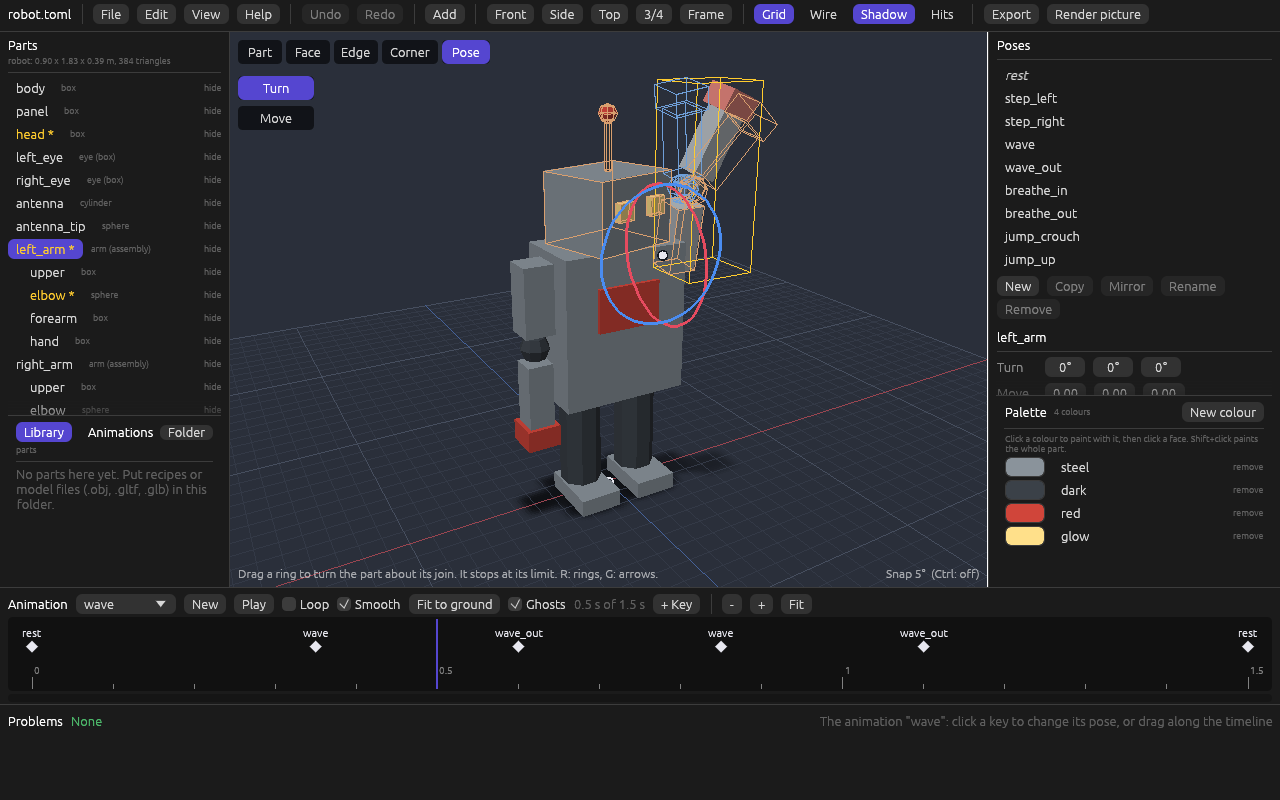 robot.toml File Edit View Help Undo Redo Add Front Side Top 3/4 Frame Grid Wire Shadow Hits Export Render picture
Parts
robot: 0.90 x 1.83 x 0.39 m, 384 triangles
body box hide
panel box hide
head * box hide
left_eye eye (box) hide
right_eye eye (box) hide
antenna cylinder hide
antenna_tip sphere hide
left_arm * arm (assembly) hide
upper box hide
elbow * sphere hide
forearm box hide
hand box hide
right_arm arm (assembly) hide
upper box hide
elbow sphere hide
Library Animations Folder
parts
No parts here yet. Put recipes or
model files (.obj, .gltf, .glb) in this
folder.
Part Face Edge Corner Pose
Turn
Move
Drag a ring to turn the part about its join. It stops at its limit. R: rings, G: arrows.
Snap 5° (Ctrl: off)
Poses
rest
step_left
step_right
wave
wave_out
breathe_in
breathe_out
jump_crouch
jump_up
New Copy Mirror Rename
Remove
left_arm
Turn 0° 0° 0°
Move 0.00 0.00 0.00
Palette 4 colours New colour
Click a colour to paint with it, then click a face. Shift+click paints
the whole part.
steel remove
dark remove
red remove
glow remove
Animation wave New Play Loop Smooth Fit to ground Ghosts 0.5 s of 1.5 s + Key - + Fit
rest wave wave_out wave wave_out rest
0 0.5 1 1.5
Problems None
The animation "wave": click a key to change its pose, or drag along the timeline